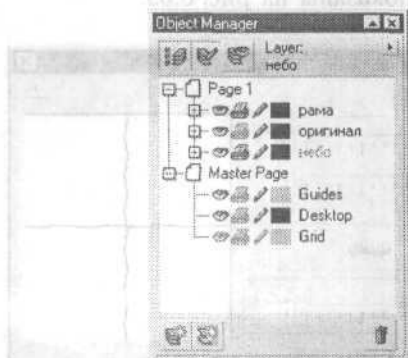 Object Manager
Layer:
небо
Page 1
рама
оригинал
небо
Master Page
Guides
Desktop
Grid